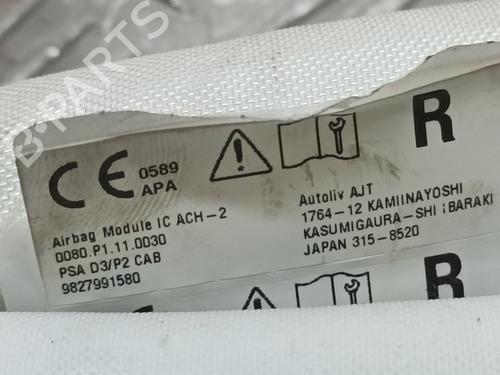 B-PARTS
CE 0589
APA
R
Airbag Module IC ACH-2
0080.P1.11.0030
PSA D3/P2 CAB
9827991580
Autoliv AJT
1764-12 KAMIINAYOSHI
KASUMIGAURA-SHI iBARAKI
JAPAN 315-8520
R